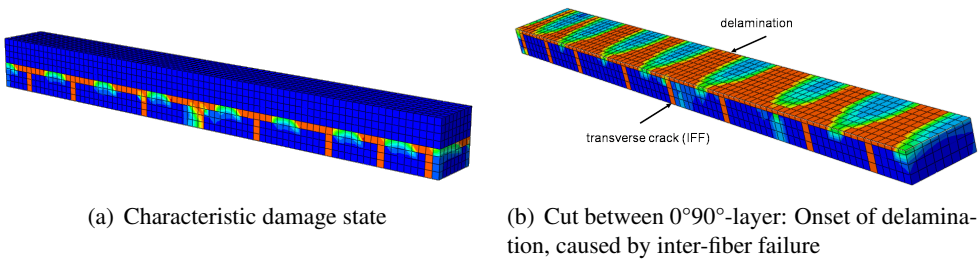 delamination
transverse crack (IFF)
(a) Characteristic damage state
(b) Cut between 0°90°-layer: Onset of delamina-
tion, caused by inter-fiber failure